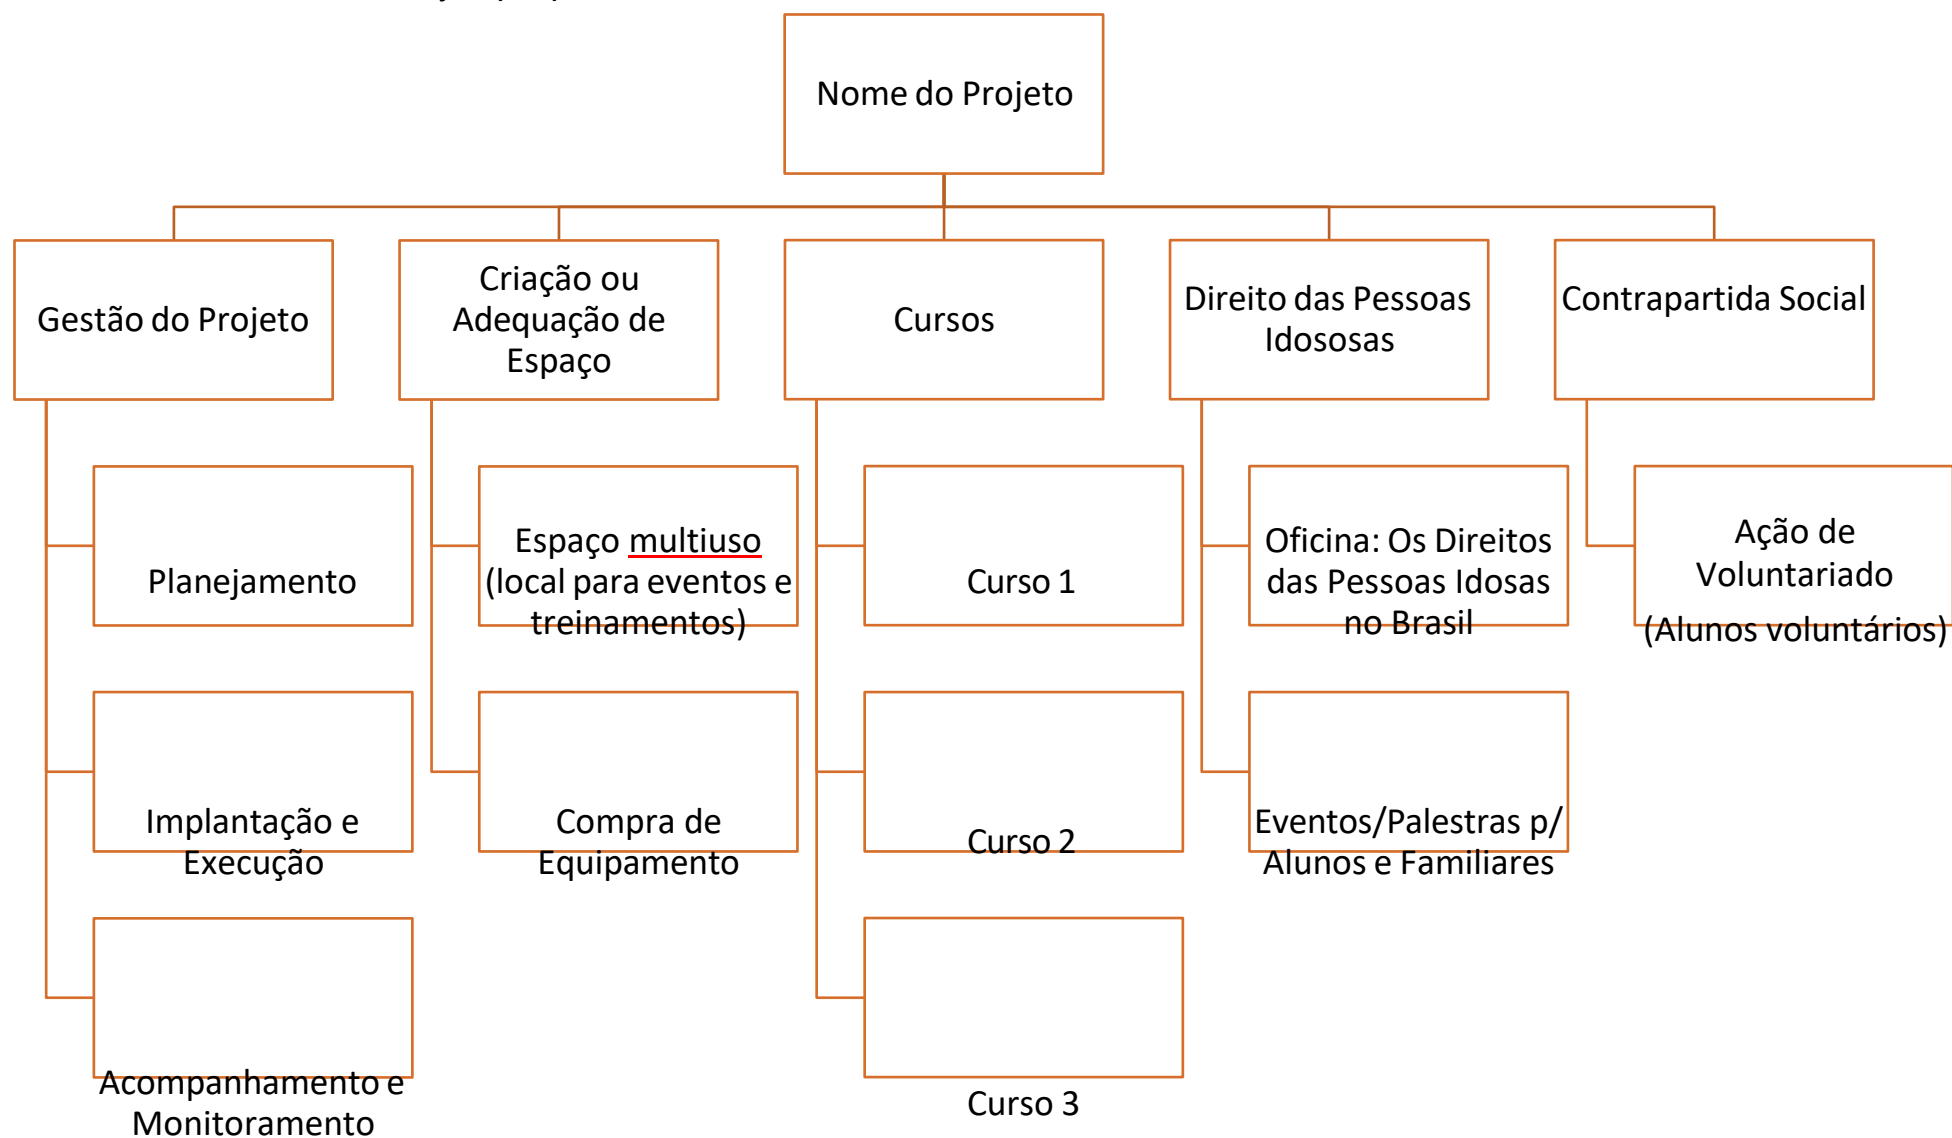 Nome do Projeto
Gestão do Projeto
Criação ou
Adequação de
Espaço
Cursos
Direito das Pessoas
Idososas
Contrapartida Social
Planejamento
Implantação e
Execução
Acompanhamento e
Monitoramento
Espaço multiuso
(local para eventos e
treinamentos)
Compra de
Equipamento
Curso 1
Curso 2
Curso 3
Oficina: Os Direitos
das Pessoas Idosas
no Brasil
Eventos/Palestras p/
Alunos e Familiares
Ação de
Voluntariado
(Alunos voluntários)